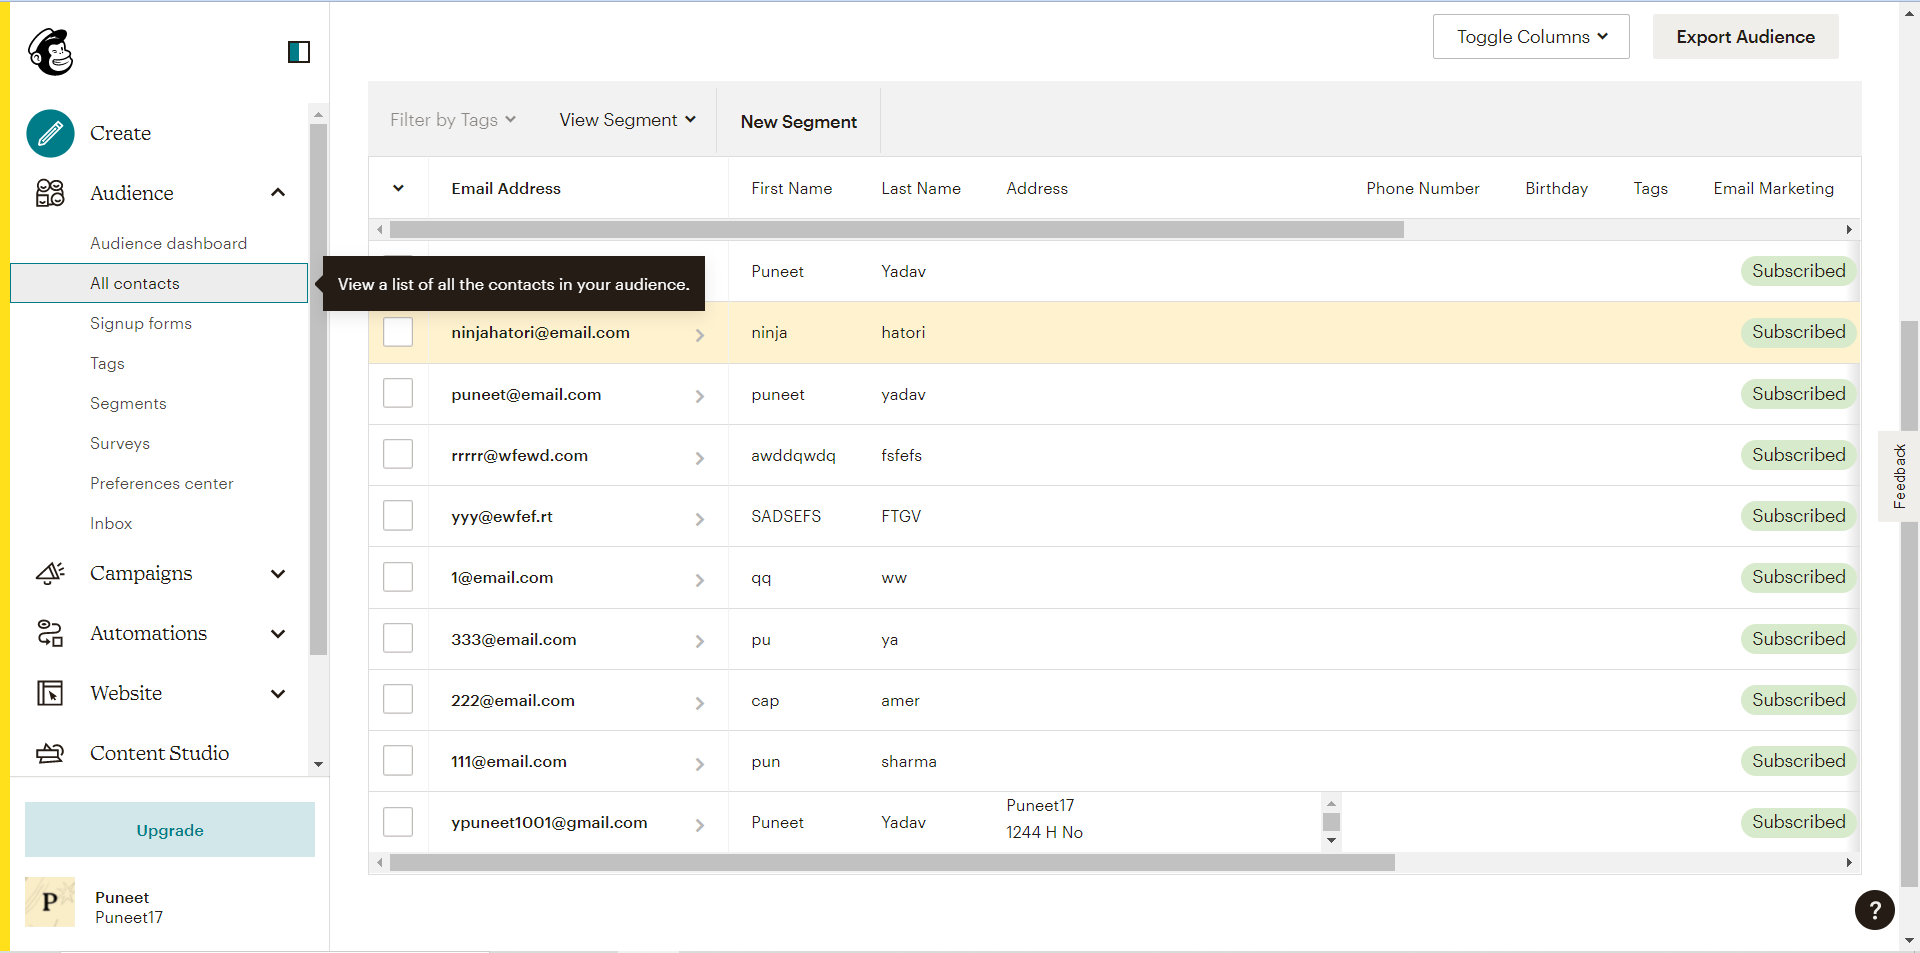 Toggle Columns
Export Audience
Create
Audience
Audience dashboard
All contacts
Signup forms
Tags
Segments
Surveys
Preferences center
Inbox
Campaigns
Automations
Website
Content Studio
Upgrade
P
Puneet
Puneet17
View a list of all the contacts in your audience.
Filter by Tags View Segment New Segment
Email Address First Name Last Name Address Phone Number Birthday Tags Email Marketing
Puneet Yadav Subscribed
ninjahatori@email.com ninja hatori Subscribed
puneet@email.com puneet yadav Subscribed
rrrrr@wfewd.com awddqwdq fsfefs Subscribed
yyy@ewfef.rt SADSEFS FTGV Subscribed
1@email.com qq ww Subscribed
333@email.com pu ya Subscribed
222@email.com cap amer Subscribed
111@email.com pun sharma Subscribed
ypuneet1001@gmail.com Puneet Yadav Puneet17 Subscribed
1244 H No
Feedback
?